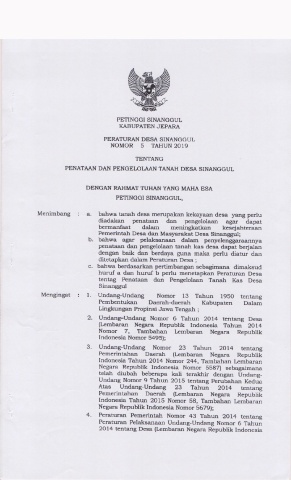 PETINGGI SINANGGUL
KABUPATEN JEPARA
PERATURAN DESA SINANGGUL
NOMOR 5 TAHUN 2019
TENTANG
PENATAAN DAN PENGELOLAAN TANAH DESA SINANGGUL
DENGAN RAHMAT TUHAN YANG MAHA ESA
PETINGGI SINANGGUL,
Menimbang : a. bahwa tanah desa merupakan kekayaan desa yang perlu
diadakan penataan dan pengelolaan agar dapat
bermanfaat dalam meningkatkan kesejahteraan
Pemerintah Desa dan Masyarakat Desa Sinanggul;
b. bahwa agar pelaksanaan dalam penyelenggaraannya
penataan dan pengelolaan tanah kas desa dapat berjalan
dengan baik dan berdaya guna maka perlu diatur dan
ditetapkan dalam Peraturan Desa ;
c. bahwa berdasarkan pertimbangan sebagaimana dimaksud
huruf a dan huruf b perlu menetapkan Peraturan Desa
tentang Penataan dan Pengelolaan Tanah Kas Desa
Sinanggul;
Mengingat : 1. Undang-Undang Nomor 13 Tahun 1950 tentang
Pembentukan Daerah-daerah Kabupaten Dalam
Lingkungan Propinsi Jawa Tengah ;
2. Undang-Undang Nomor 6 Tahun 2014 tentang Desa
(Lembaran Negara Republik Indonesia Tahun 2014
Nomor 7, Tambahan Lembaran Negara Republik
Indonesia Nomor 5495);
3. Undang-Undang Nomor 23 Tahun 2014 tentang
Pemerintahan Daerah (Lembaran Negara Republik
Indonesia Tahun 2014 Nomor 244, Tambahan Lembaran
Negara Republik Indonesia Nomor 5587) sebagaimana
telah diubah beberapa kali terakhir dengan Undang-
Undang Nomor 9 Tahun 2015 tentang Perubahan Kedua
Atas Undang-Undang 23 Tahun 2014 tentang
Pemerintahan Daerah (Lembaran Negara Republik
Indonesia Tahun 2015 Nomor 58, Tambahan Lembaran
Negara Republik Indonesia Nomor 5679);
4. Peraturan Pemerintah Nomor 43 Tahun 2014 tentang
Peraturan Pelaksanaan Undang-Undang Nomor 6 Tahun
2014 tentang Desa (Lembaran Negara Republik Indonesia